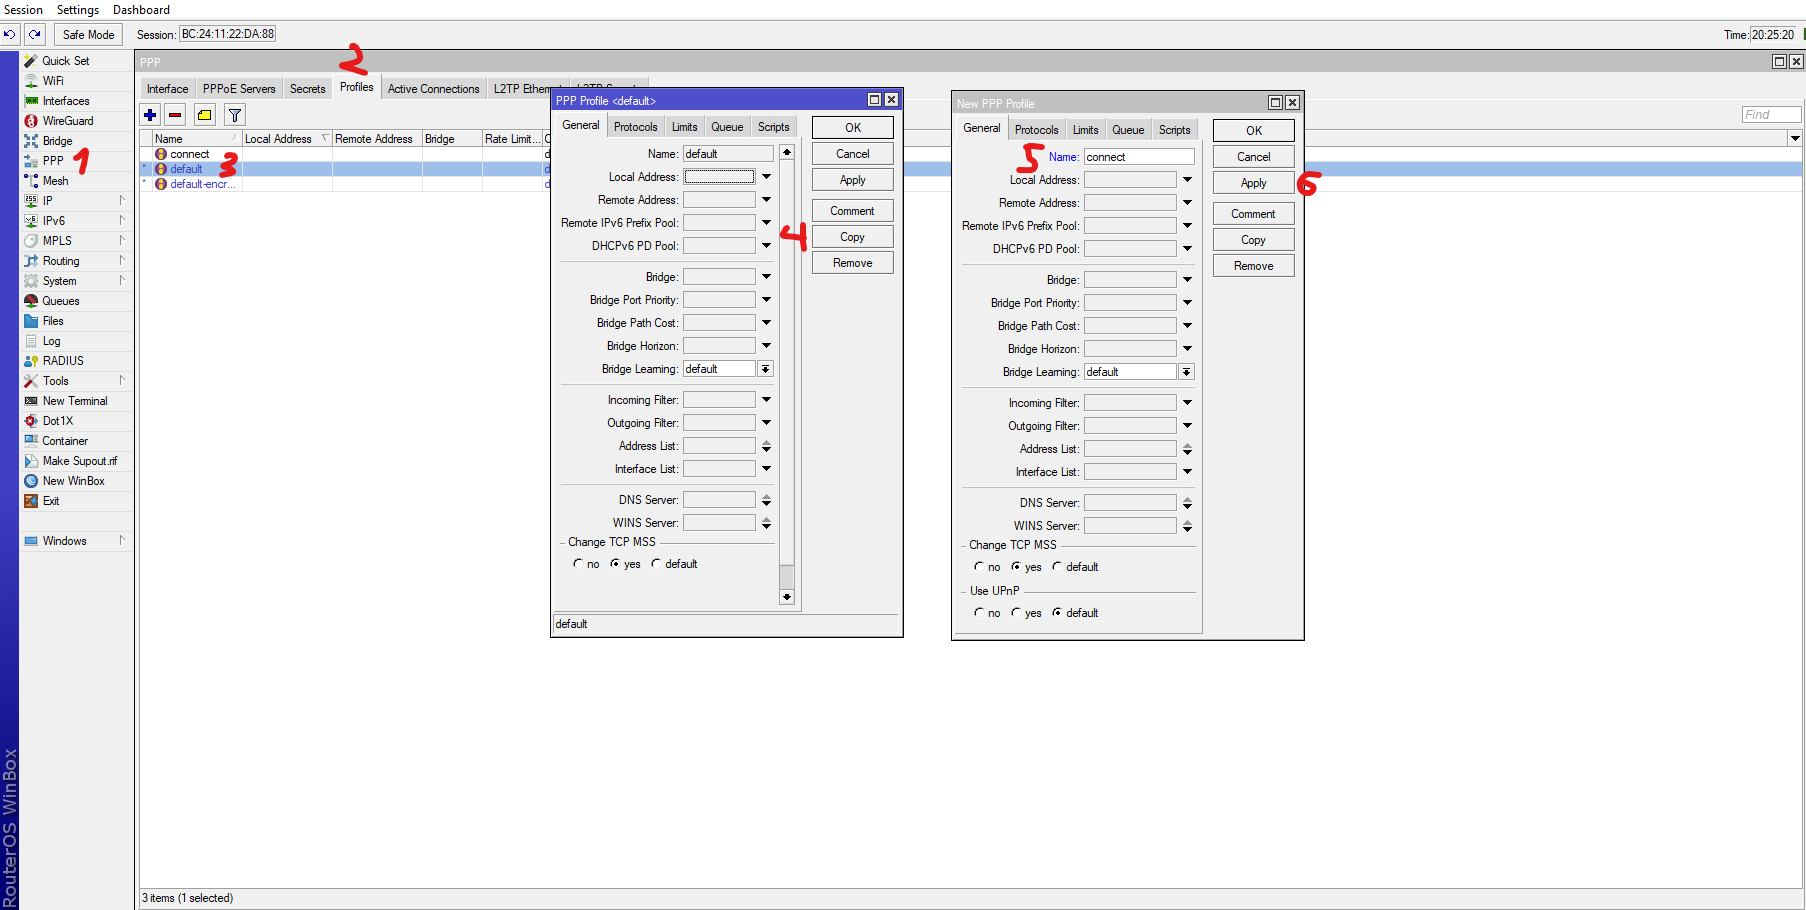 Session Settings Dashboard
Safe Mode Session: BC:24:11:22:DA:88 Time: 20:25:20
Quick Set
WiFi
Interfaces
WireGuard
Bridge
PPP 1
Mesh
IP
IPv6
MPLS
Routing
System
Queues
Files
Log
RADIUS
Tools
New Terminal
Dot1X
Container
Make Supout.rif
New WinBox
Exit
Windows
RouterOS WinBox
PPP
2
Interface PPPoE Servers Secrets Profiles Active Connections L2TP Ethern
Find
Name Local Address Remote Address Bridge Rate Limit...
connect
* default 3
* default-encr...
3 items (1 selected)
PPP Profile <default>
General Protocols Limits Queue Scripts
Name: default
Local Address:
Remote Address:
Remote IPv6 Prefix Pool:
DHCPv6 PD Pool:
Bridge:
Bridge Port Priority:
Bridge Path Cost:
Bridge Horizon:
Bridge Learning: default
Incoming Filter:
Outgoing Filter:
Address List:
Interface List:
DNS Server:
WINS Server:
Change TCP MSS
no yes default
OK
Cancel
Apply
Comment
4 Copy
Remove
default
New PPP Profile
General Protocols Limits Queue Scripts
5 Name: connect
Local Address:
Remote Address:
Remote IPv6 Prefix Pool:
DHCPv6 PD Pool:
Bridge:
Bridge Port Priority:
Bridge Path Cost:
Bridge Horizon:
Bridge Learning: default
Incoming Filter:
Outgoing Filter:
Address List:
Interface List:
DNS Server:
WINS Server:
Change TCP MSS
no yes default
Use UPnP
no yes default
OK
Cancel
Apply 6
Comment
Copy
Remove